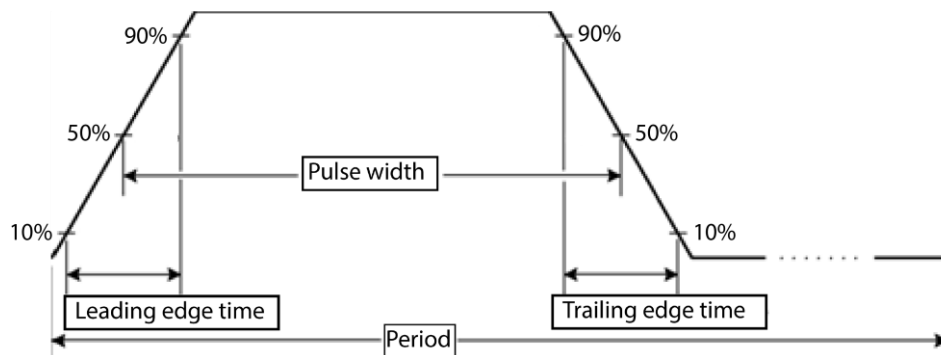 90%
90%
50%
50%
Pulse width
10%
10%
Leading edge time
Trailing edge time
Period